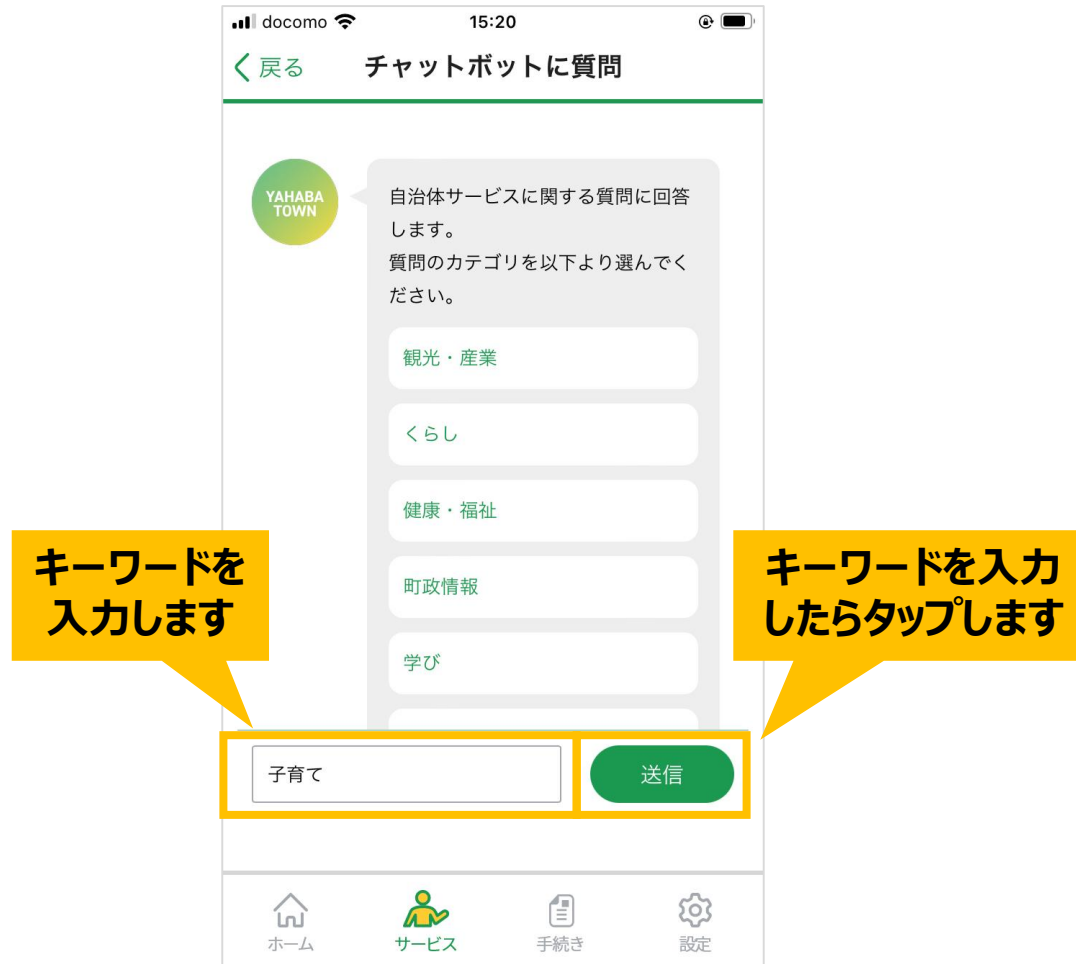 docomo
15:20
戻る
チャットボットに質問
YAHABA
TOWN
自治体サービスに関する質問に回答
します。
質問のカテゴリを以下より選んでく
ださい。
観光・産業
くらし
健康・福祉
町政情報
学び
キーワードを
入力します
キーワードを入力
したらタップします
子育て
送信
ホーム
サービス
手続き
設定